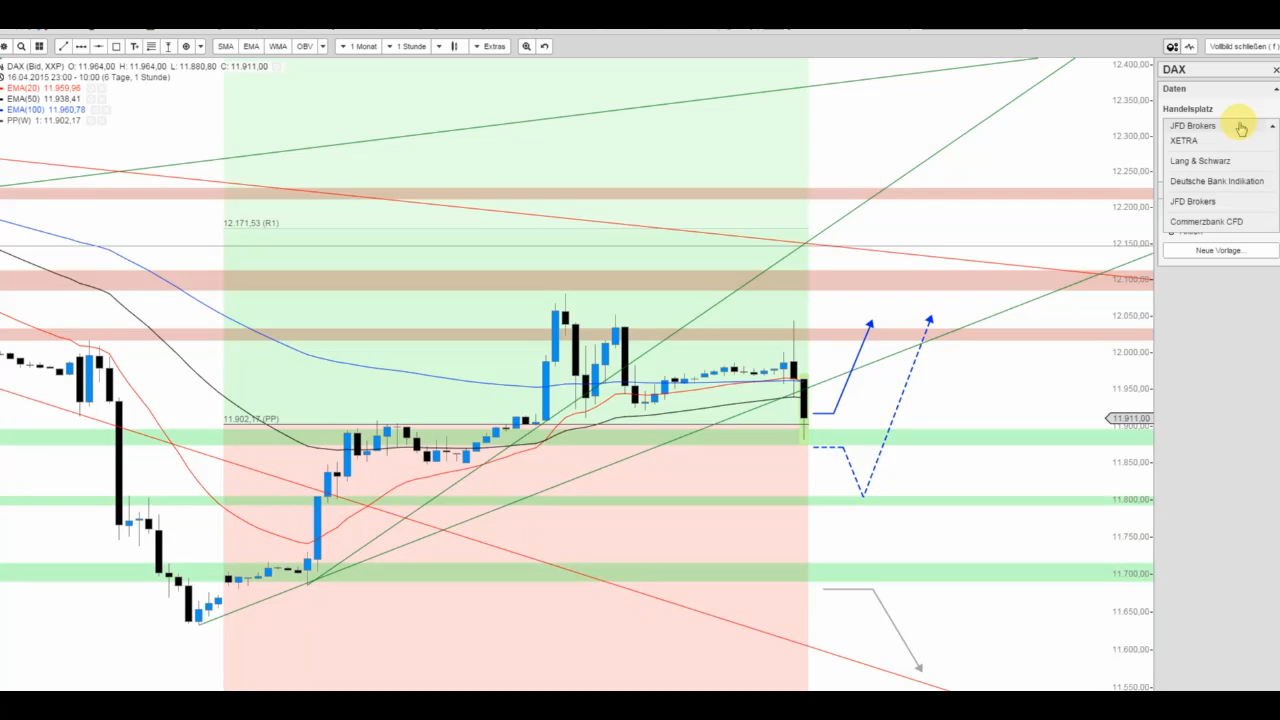 SMA EMA WMA OBV 1 Monat 1 Stunde Extras Vollbild schließen ( f )
DAX (Bid, XXP) O: 11.964,00 H: 11.964,00 L: 11.880,80 C: 11.911,00
16.04.2015 23:00 - 10:00 (6 Tage, 1 Stunde)
EMA(20) 11.959,96
EMA(50) 11.938,41
EMA(100) 11.960,78
PP(W) 1: 11.902,17
12.171,53 (R1)
11.902,17 (PP)
12.400,00
12.350,00
12.300,00
12.250,00
12.200,00
12.150,00
12.100,00
12.050,00
12.000,00
11.950,00
11.911,00
11.900,00
11.850,00
11.800,00
11.750,00
11.700,00
11.650,00
11.600,00
11.550,00
DAX
Daten
Handelsplatz
JFD Brokers
XETRA
Lang & Schwarz
Deutsche Bank Indikation
JFD Brokers
Commerzbank CFD
Neue Vorlage...